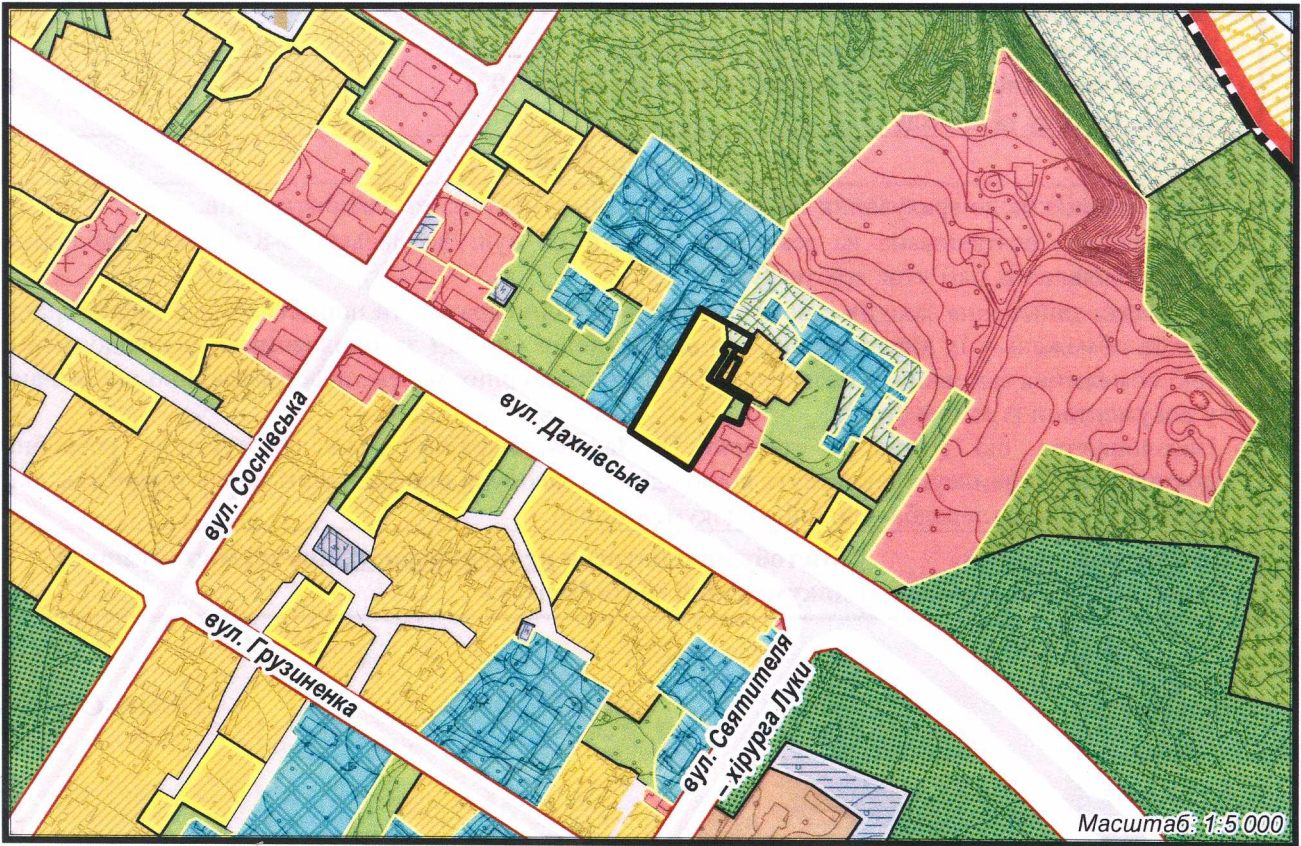 вул. Соснівська
вул. Дахнівська
вул. Грузиненка
вул. Святителя
– хірурга Луки
Масштаб: 1:5 000